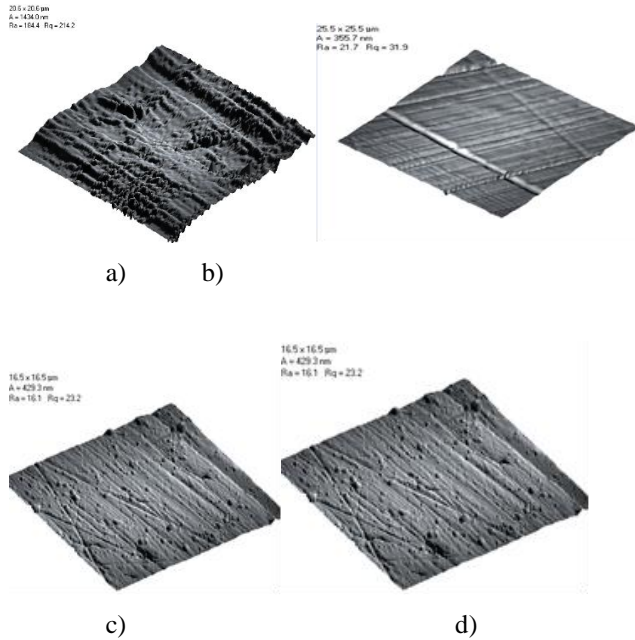 20.6 x 20.6 µm
A = 1434.0 nm
Ra = 184.4 Rq = 214.2
25.5 x 25.5 µm
A = 355.7 nm
Ra = 21.7 Rq = 31.9
a) b)
16.5 x 16.5 µm
A = 429.3 nm
Ra = 16.1 Rq = 23.2
16.5 x 16.5 µm
A = 429.3 nm
Ra = 16.1 Rq = 23.2
c) d)